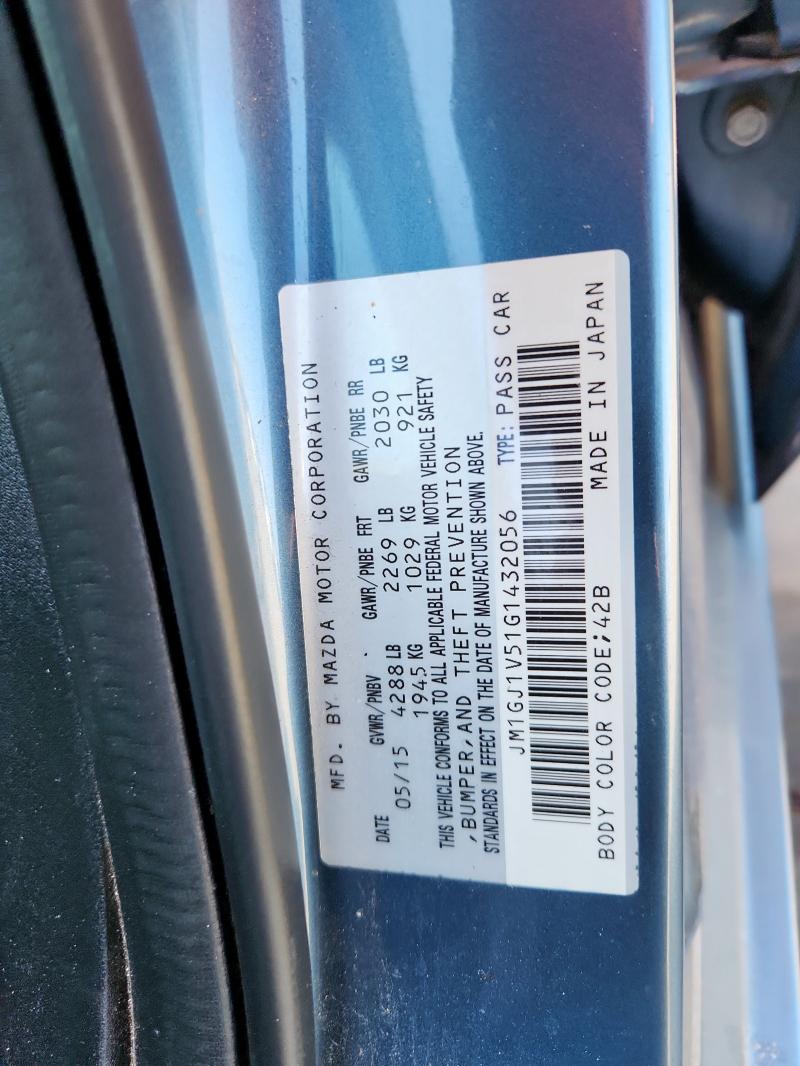 MFD. BY MAZDA MOTOR CORPORATION
DATE GVWR/PNBV GAWR/PNBE FRT GAWR/PNBE RR
05/15 4288 LB 2269 LB 2030 LB
1945 KG 1029 KG 921 KG
THIS VEHICLE CONFORMS TO ALL APPLICABLE FEDERAL MOTOR VEHICLE SAFETY
,BUMPER,AND THEFT PREVENTION
STANDARDS IN EFFECT ON THE DATE OF MANUFACTURE SHOWN ABOVE.
JM1GJ1V51G1432056 TYPE: PASS CAR
BODY COLOR CODE;42B MADE IN JAPAN